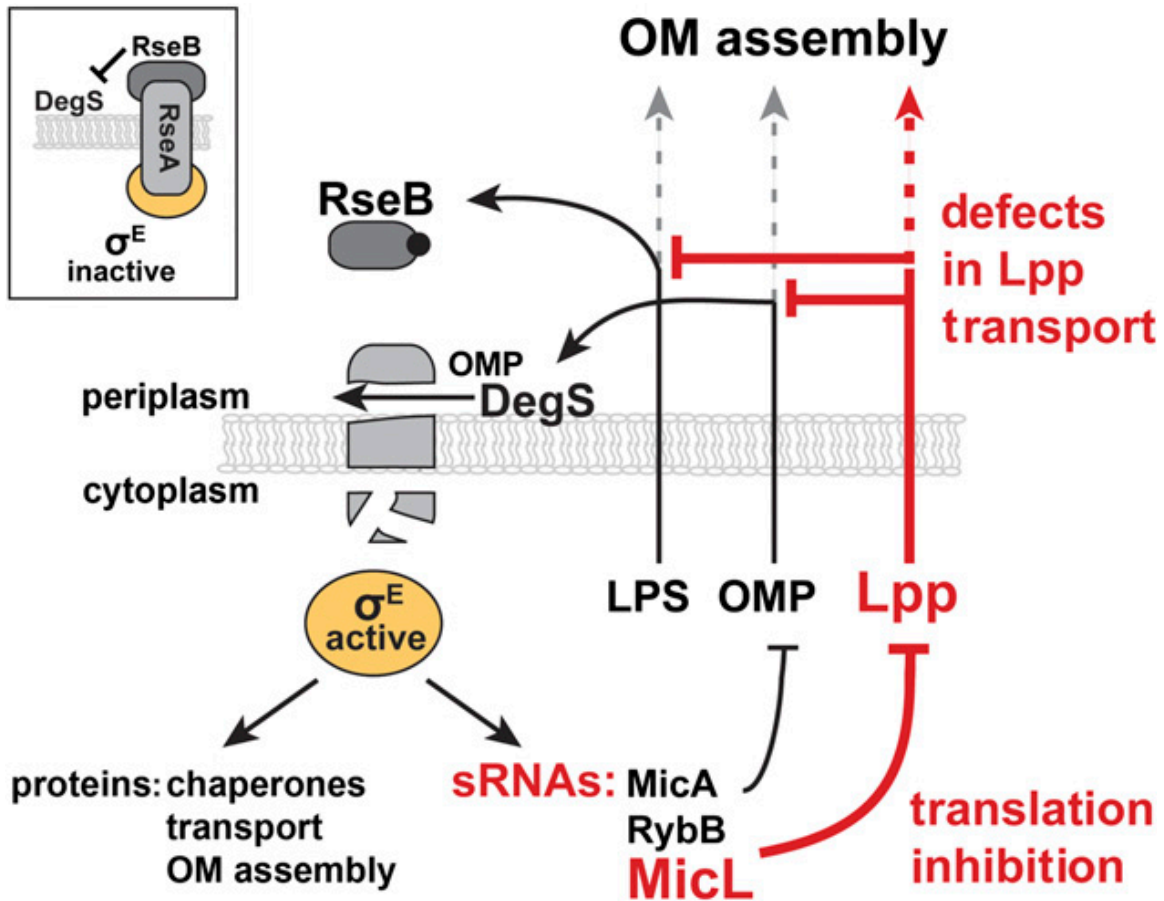 RseB
DegS
RseA
σE
inactive
OM assembly
RseB
defects
in Lpp
transport
OMP
DegS
periplasm
cytoplasm
LPS OMP Lpp
σE
active
proteins: chaperones
transport
OM assembly
sRNAs: MicA
RybB
MicL
translation
inhibition